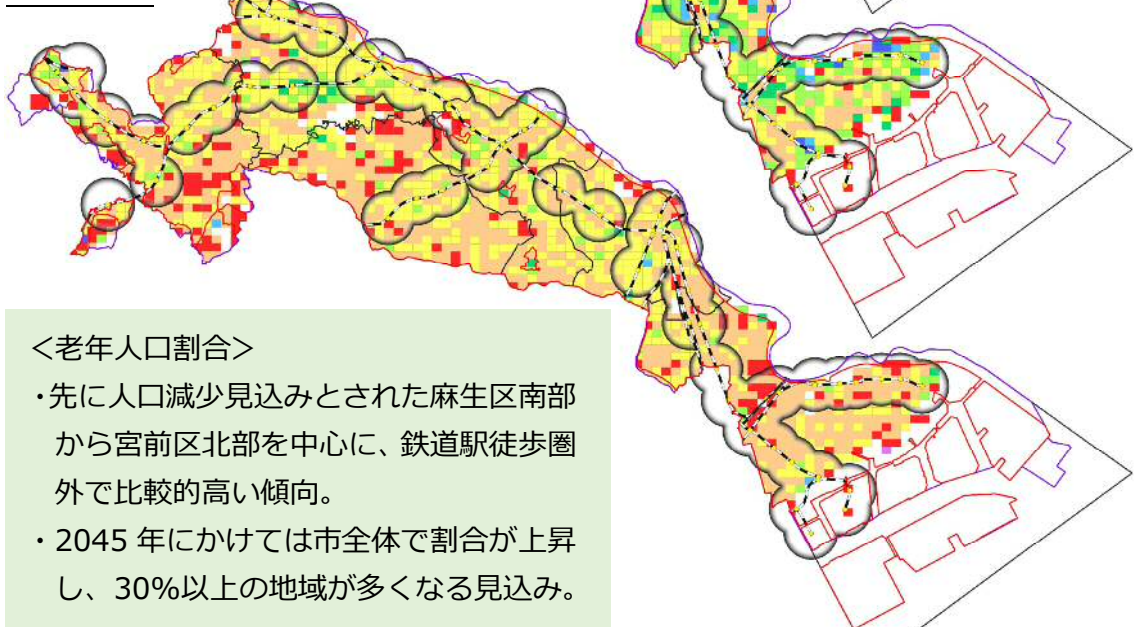 ＜老年人口割合＞
・先に人口減少見込みとされた麻生区南部
から宮前区北部を中心に、鉄道駅徒歩圏
外で比較的高い傾向。
・2045 年にかけては市全体で割合が上昇
し、30%以上の地域が多くなる見込み。